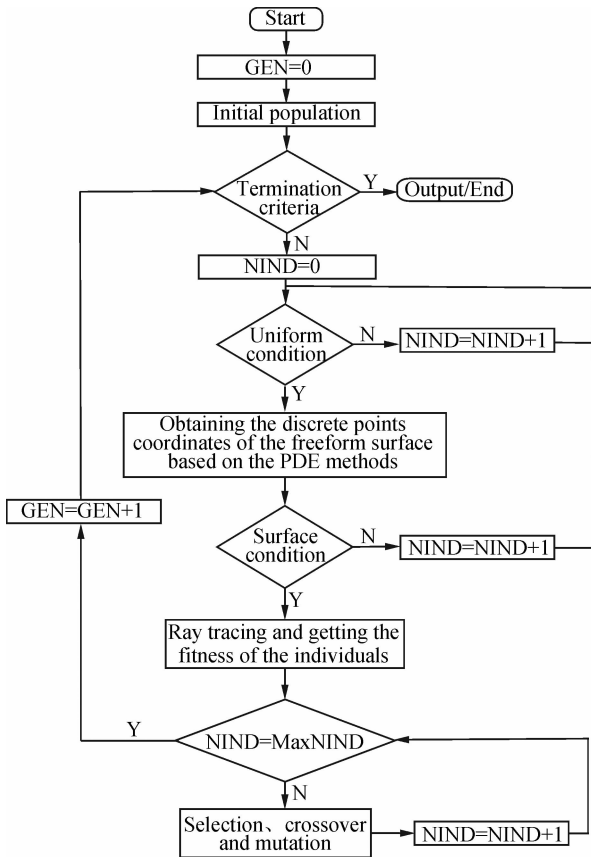 Start
GEN=0
Initial population
Termination
criteria
Y
Output/End
N
NIND=0
Uniform
condition
N
NIND=NIND+1
Y
Obtaining the discrete points
coordinates of the freeform surface
based on the PDE methods
GEN=GEN+1
Surface
condition
N
NIND=NIND+1
Y
Ray tracing and getting the
fitness of the individuals
Y
NIND=MaxNIND
N
Selection、crossover
and mutation
NIND=NIND+1